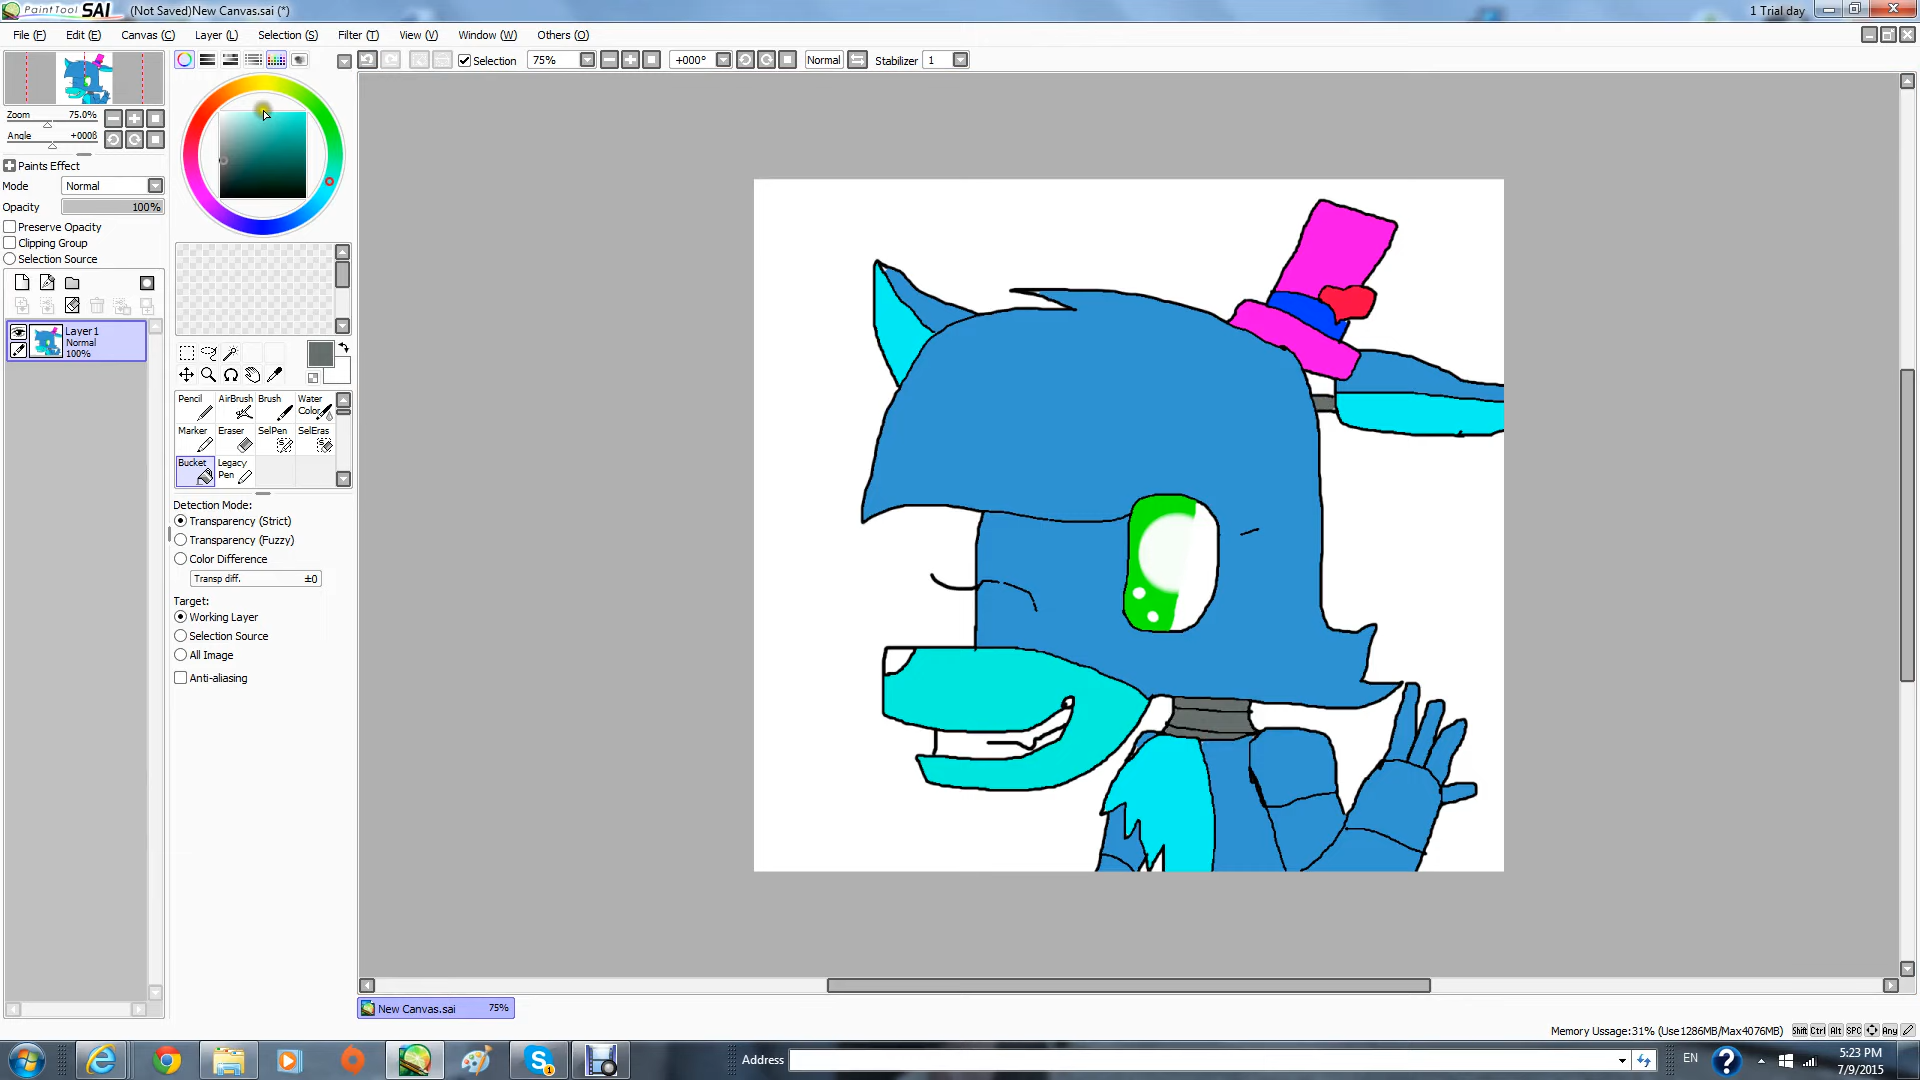 PaintTool SAI (Not Saved)New Canvas.sai (*) 1 Trial day
File (F) Edit (E) Canvas (C) Layer (L) Selection (S) Filter (T) View (V) Window (W) Others (O)
Selection 75% +000° Normal Stabilizer 1
Zoom 75.0%
Angle +000ß
Paints Effect
Mode Normal
Opacity 100%
Preserve Opacity
Clipping Group
Selection Source
Layer1
Normal
100%
Pencil AirBrush Brush Water Color
Marker Eraser SelPen SelEras
Bucket Legacy Pen
Detection Mode:
Transparency (Strict)
Transparency (Fuzzy)
Color Difference
Transp diff. ±0
Target:
Working Layer
Selection Source
All Image
Anti-aliasing
New Canvas.sai 75%
Memory Ussage:31% (Use1286MB/Max4076MB) Shift Ctrl Alt SPC Any
Address EN 5:23 PM
7/9/2015